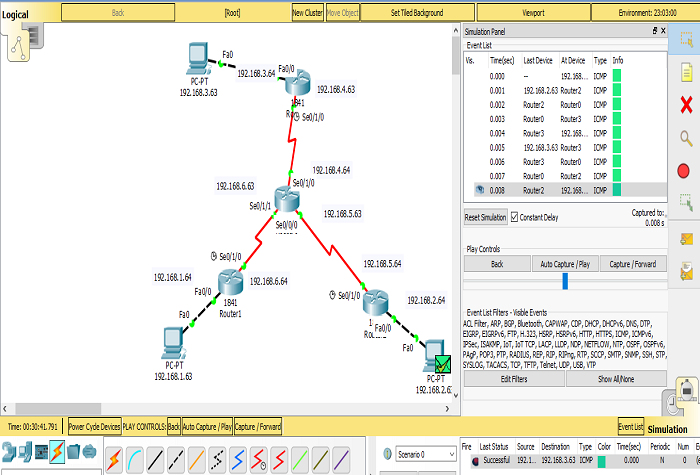 Logical
Back
[Root]
New Cluster
Move Object
Set Tiled Background
Viewport
Environment: 23:03:00
Fa0
PC-PT
192.168.3.63
192.168.3.64
Fa0/0
192.168.4.63
1841
Se0/1/0
192.168.4.64
Se0/1/0
192.168.6.63
Se0/1/1
Se0/0/0
192.168.5.63
Se0/1/0
192.168.1.64
Fa0/0
192.168.6.64
1841
Router1
Fa0
PC-PT
192.168.1.63
192.168.5.64
Se0/1/0
192.168.2.64
Fa0/0
Fa0
PC-PT
192.168.2.6
Simulation Panel
Event List
Vis. Time(sec) Last Device At Device Type Info
0.000 -- 192.168... ICMP
0.001 192.168.2.63 Router2 ICMP
0.002 Router2 Router0 ICMP
0.003 Router0 Router3 ICMP
0.004 Router3 192.168... ICMP
0.005 192.168.3.63 Router3 ICMP
0.006 Router3 Router0 ICMP
0.007 Router0 Router2 ICMP
0.008 Router2 192.168... ICMP
Reset Simulation
Constant Delay
Captured to:
0.008 s
Play Controls
Back
Auto Capture / Play
Capture / Forward
Event List Filters - Visible Events
ACL Filter, ARP, BGP, Bluetooth, CAPWAP, CDP, DHCP, DHCPv6, DNS, DTP,
EIGRP, EIGRPv6, FTP, H.323, HSRP, HSRPv6, HTTP, HTTPS, ICMP, ICMPv6,
IPSec, ISAKMP, IoT, IoT TCP, LACP, LLDP, NDP, NETFLOW, NTP, OSPF, OSPFv6,
PAgP, POP3, PTP, RADIUS, REP, RIP, RIPng, RTP, SCCP, SMTP, SNMP, SSH, STP,
SYSLOG, TACACS, TCP, TFTP, Telnet, UDP, USB, VTP
Edit Filters
Show All/None
Time: 00:30:41.791
Power Cycle Devices
PLAY CONTROLS:
Back
Auto Capture / Play
Capture / Forward
Event List
Simulation
Scenario 0
Fire Last Status Source Destination Type Color Time(sec) Periodic Num E
Successful 192.1... 192.168.3.63 ICMP 0.000 N 0